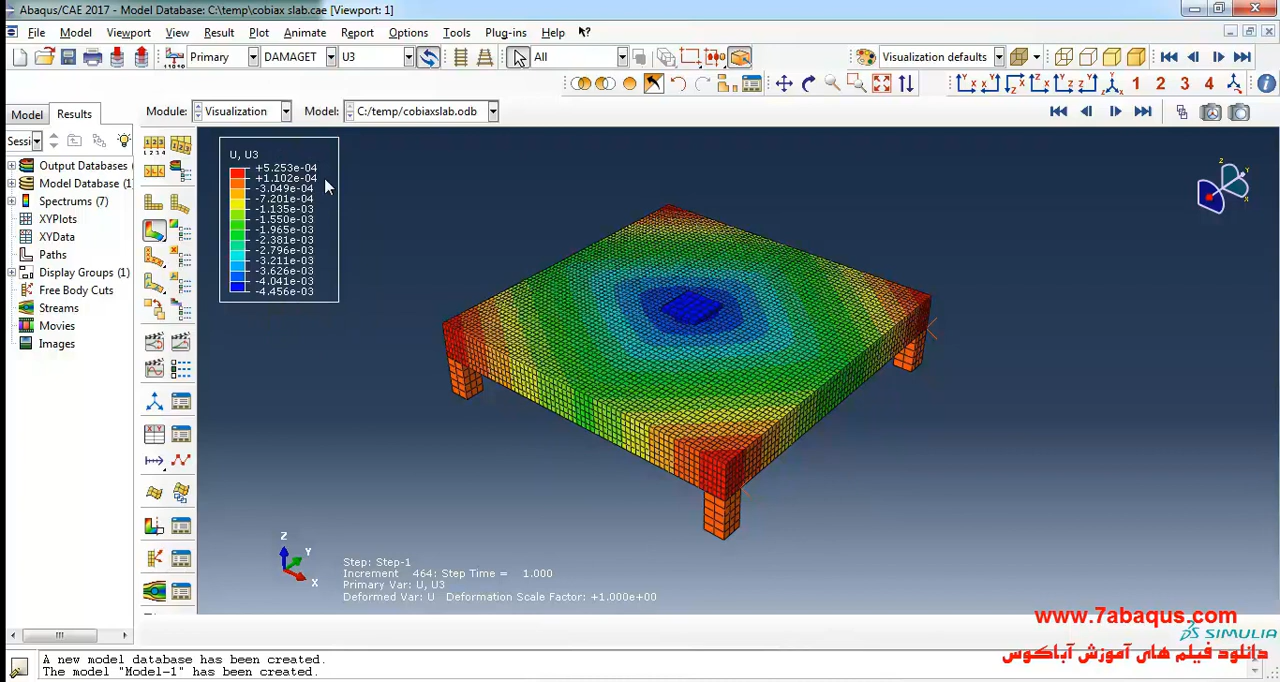 Abaqus/CAE 2017 - Model Database: C:\temp\cobiax slab.cae [Viewport: 1]
File Model Viewport View Result Plot Animate Report Options Tools Plug-ins Help
Primary DAMAGET U3 All Visualization defaults
1 2 3 4
Model Results Module: Visualization Model: C:/temp/cobiaxslab.odb
Sessi
Output Databases
Model Database (1)
Spectrums (7)
XYPlots
XYData
Paths
Display Groups (1)
Free Body Cuts
Streams
Movies
Images
U, U3
+5.253e-04
+1.102e-04
-3.049e-04
-7.201e-04
-1.135e-03
-1.550e-03
-1.965e-03
-2.381e-03
-2.796e-03
-3.211e-03
-3.626e-03
-4.041e-03
-4.456e-03
Z
Y
X
Z
Y
X
Step: Step-1
Increment 464: Step Time = 1.000
Primary Var: U, U3
Deformed Var: U Deformation Scale Factor: +1.000e+00
www.7abaqus.com
SIMULIA
دانلود فیلم های آموزش آباکوس
A new model database has been created.
The model "Model-1" has been created.